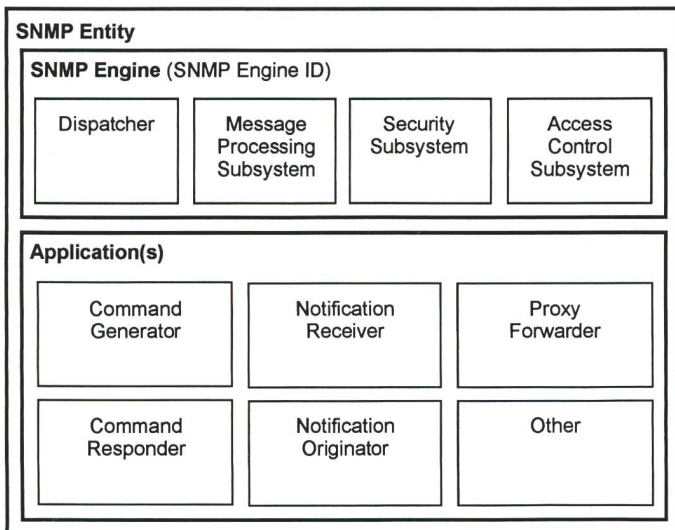 SNMP Entity
SNMP Engine (SNMP Engine ID)
Dispatcher
Message
Processing
Subsystem
Security
Subsystem
Access
Control
Subsystem
Application(s)
Command
Generator
Notification
Receiver
Proxy
Forwarder
Command
Responder
Notification
Originator
Other